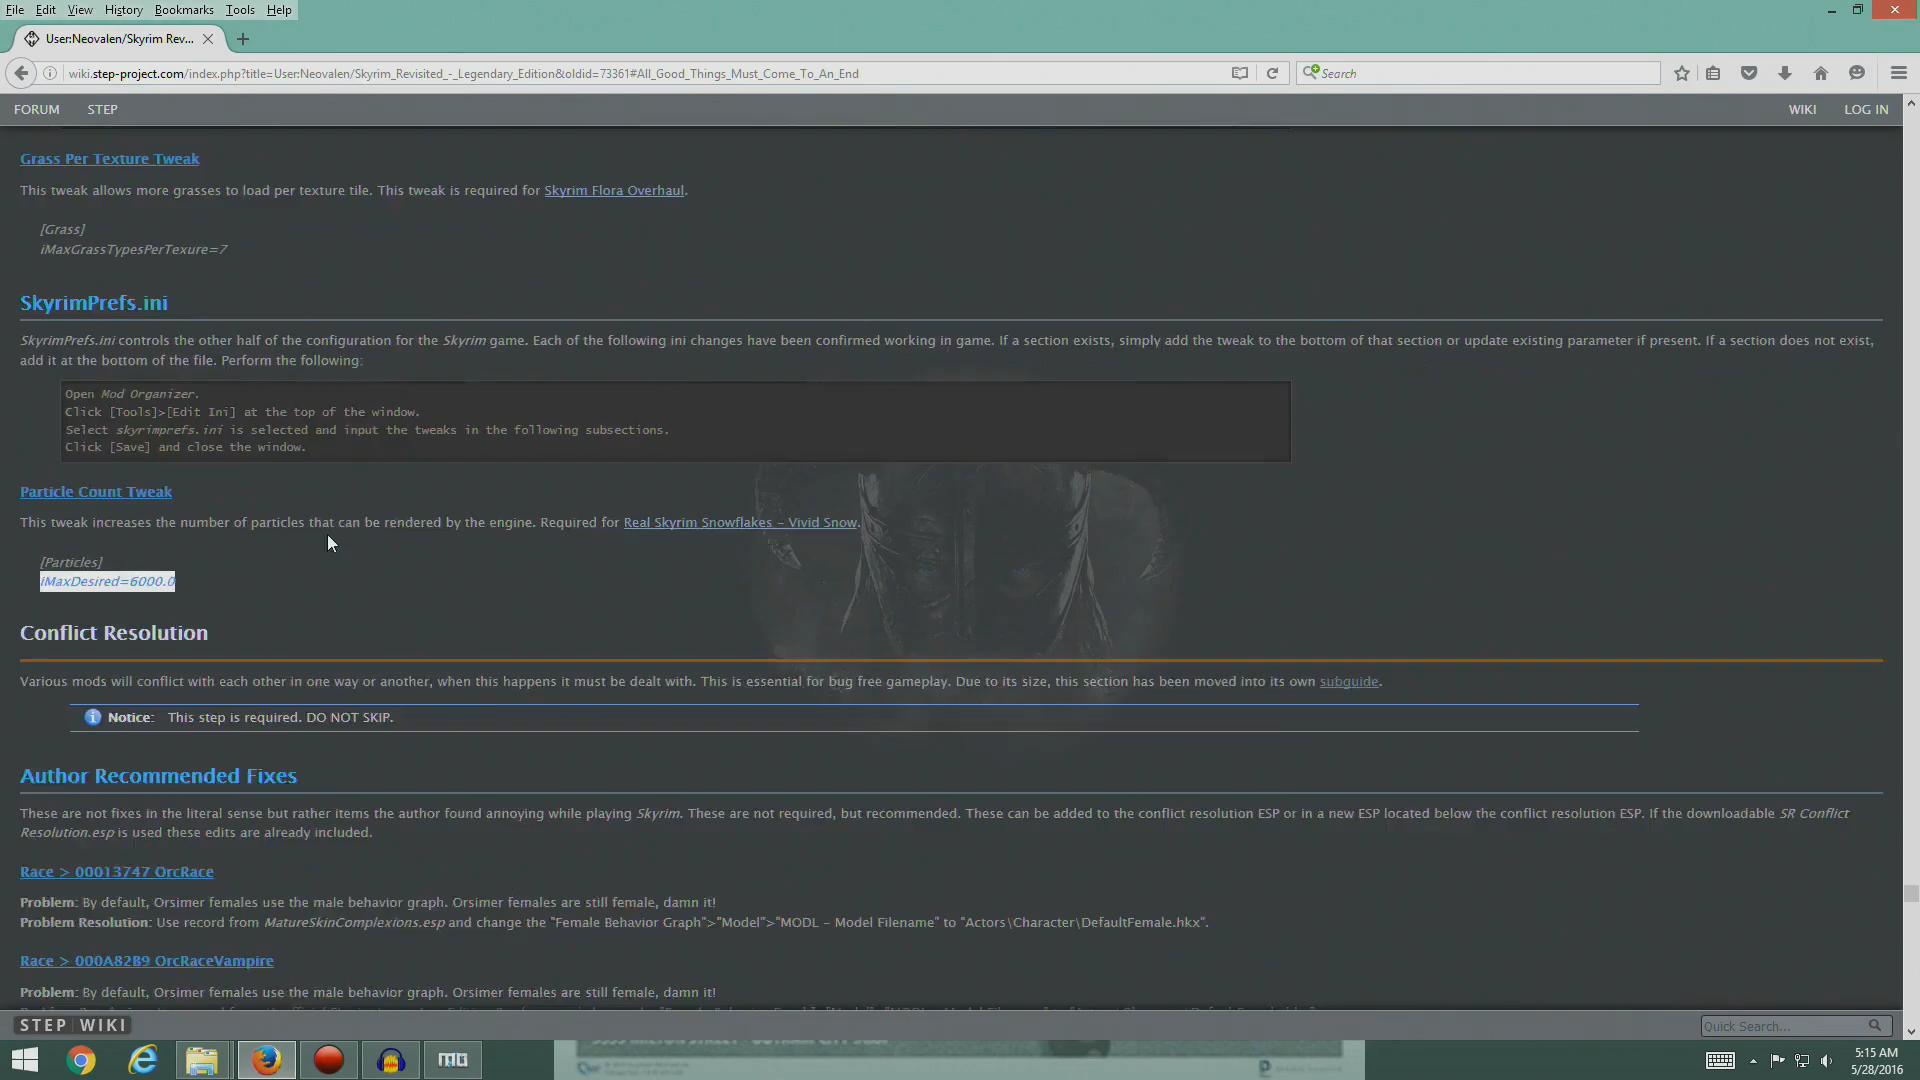 File Edit View History Bookmarks Tools Help
User:Neovalen/Skyrim Rev...
wiki.step-project.com/index.php?title=User:Neovalen/Skyrim_Revisited_-_Legendary_Edition&oldid=73361#All_Good_Things_Must_Come_To_An_End
Search
FORUM STEP WIKI LOG IN
Grass Per Texture Tweak
This tweak allows more grasses to load per texture tile. This tweak is required for Skyrim Flora Overhaul.
[Grass]
iMaxGrassTypesPerTexure=7
SkyrimPrefs.ini
SkyrimPrefs.ini controls the other half of the configuration for the Skyrim game. Each of the following ini changes have been confirmed working in game. If a section exists, simply add the tweak to the bottom of that section or update existing parameter if present. If a section does not exist,
add it at the bottom of the file. Perform the following:
Open Mod Organizer.
Click [Tools]>[Edit Ini] at the top of the window.
Select skyrimprefs.ini is selected and input the tweaks in the following subsections.
Click [Save] and close the window.
Particle Count Tweak
This tweak increases the number of particles that can be rendered by the engine. Required for Real Skyrim Snowflakes - Vivid Snow.
[Particles]
iMaxDesired=6000.0
Conflict Resolution
Various mods will conflict with each other in one way or another, when this happens it must be dealt with. This is essential for bug free gameplay. Due to its size, this section has been moved into its own subguide.
Notice: This step is required. DO NOT SKIP.
Author Recommended Fixes
These are not fixes in the literal sense but rather items the author found annoying while playing Skyrim. These are not required, but recommended. These can be added to the conflict resolution ESP or in a new ESP located below the conflict resolution ESP. If the downloadable SR Conflict
Resolution.esp is used these edits are already included.
Race > 00013747 OrcRace
Problem: By default, Orsimer females use the male behavior graph. Orsimer females are still female, damn it!
Problem Resolution: Use record from MatureSkinComplexions.esp and change the "Female Behavior Graph">"Model">"MODL - Model Filename" to "Actors\Character\DefaultFemale.hkx".
Race > 000A82B9 OrcRaceVampire
Problem: By default, Orsimer females use the male behavior graph. Orsimer females are still female, damn it!
STEP WIKI
Quick Search...
5:15 AM
5/28/2016